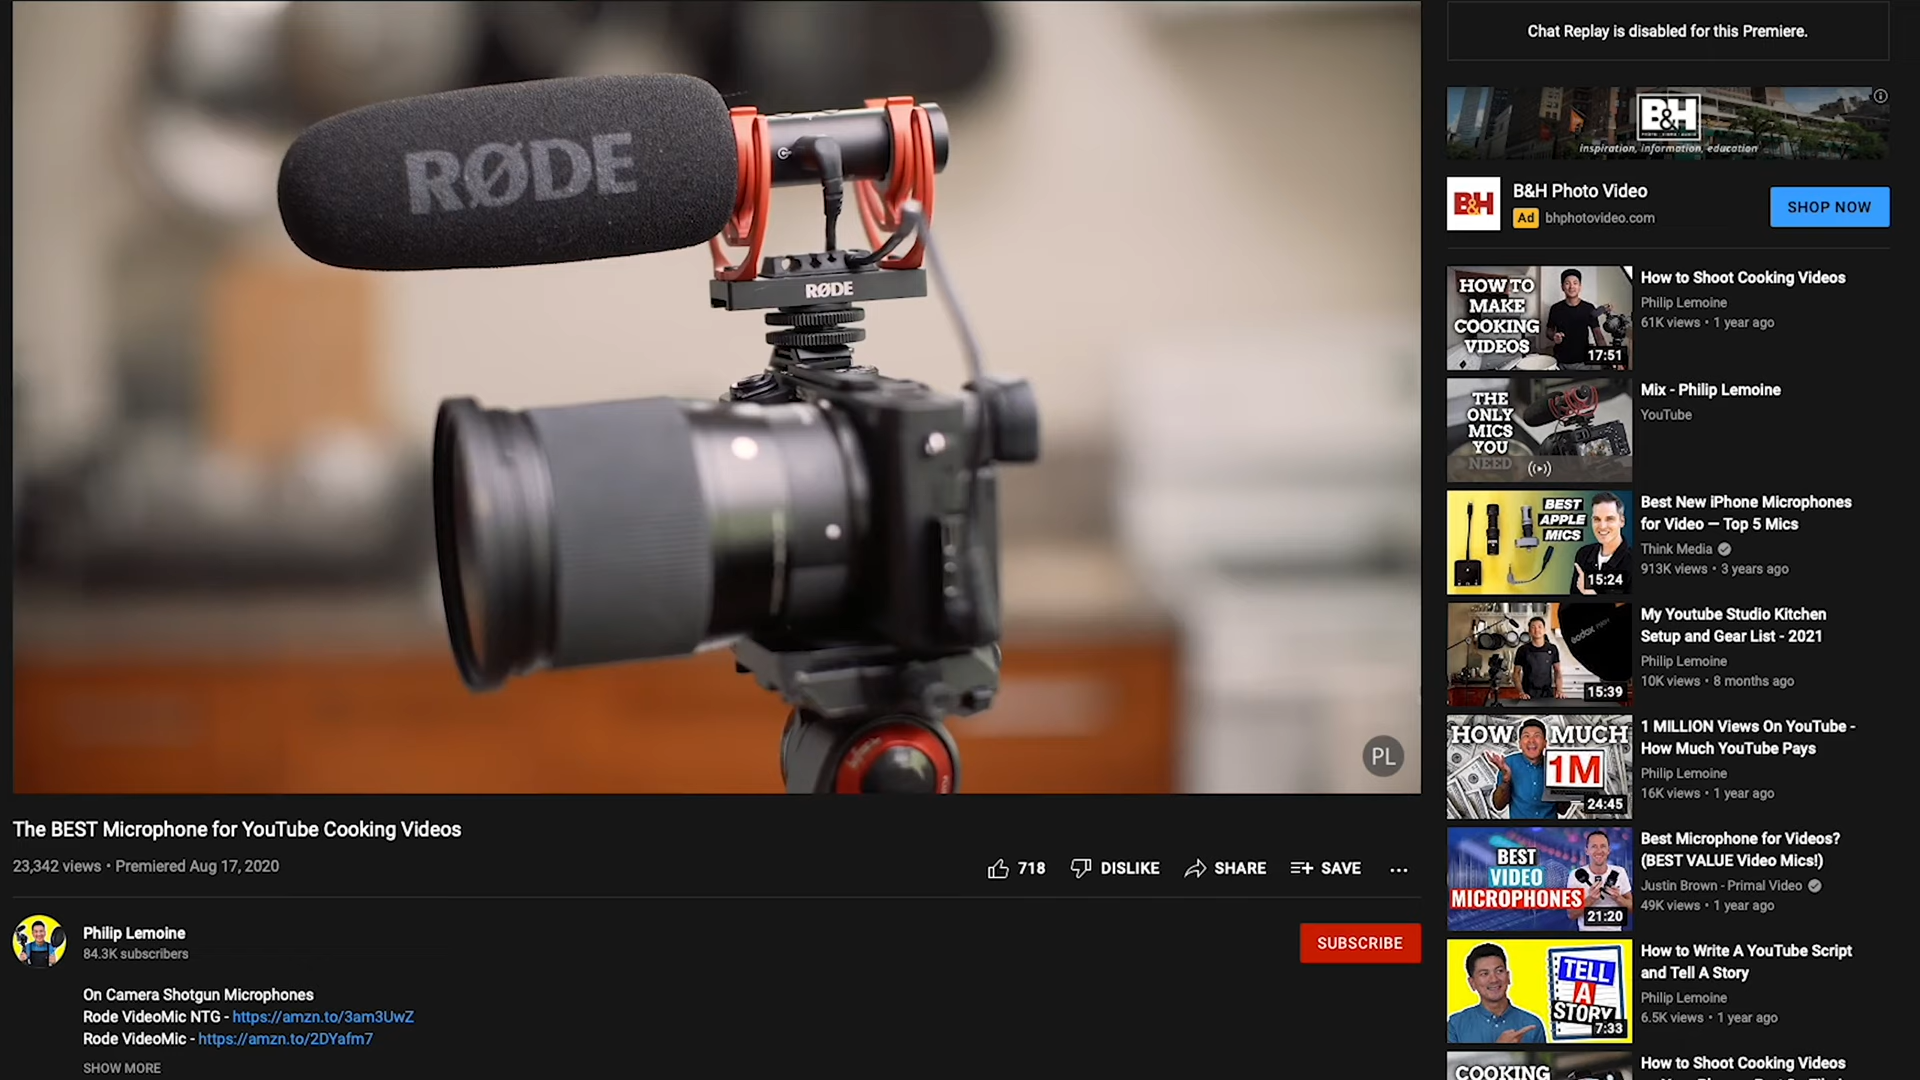 RØDE
RØDE
PL
The BEST Microphone for YouTube Cooking Videos
23,342 views • Premiered Aug 17, 2020
718
DISLIKE
SHARE
SAVE
Philip Lemoine
84.3K subscribers
SUBSCRIBE
On Camera Shotgun Microphones
Rode VideoMic NTG - https://amzn.to/3am3UwZ
Rode VideoMic - https://amzn.to/2DYafm7
SHOW MORE
Chat Replay is disabled for this Premiere.
B&H
PHOTO · VIDEO · AUDIO
inspiration, information, education
B&H
B&H Photo Video
Ad bhphotovideo.com
SHOP NOW
HOW TO
MAKE
COOKING
VIDEOS
17:51
How to Shoot Cooking Videos
Philip Lemoine
61K views • 1 year ago
THE
ONLY
MICS
YOU
NEED
Mix - Philip Lemoine
YouTube
BEST
APPLE
MICS
15:24
Best New iPhone Microphones
for Video — Top 5 Mics
Think Media
913K views • 3 years ago
Godox
15:39
My Youtube Studio Kitchen
Setup and Gear List - 2021
Philip Lemoine
10K views • 8 months ago
HOW MUCH
1M
24:45
1 MILLION Views On YouTube -
How Much YouTube Pays
Philip Lemoine
16K views • 1 year ago
BEST
VIDEO
MICROPHONES
21:20
Best Microphone for Videos?
(BEST VALUE Video Mics!)
Justin Brown - Primal Video
49K views • 1 year ago
TELL
A
STORY
7:33
How to Write A YouTube Script
and Tell A Story
Philip Lemoine
6.5K views • 1 year ago
COOKING
How to Shoot Cooking Videos